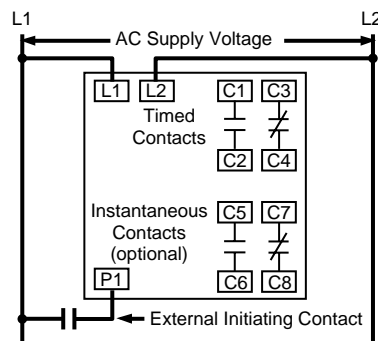 L1 L2
AC Supply Voltage
L1 L2 C1 C3
Timed
Contacts
C2 C4
Instantaneous
Contacts
(optional)
C5 C7
P1
C6 C8
External Initiating Contact